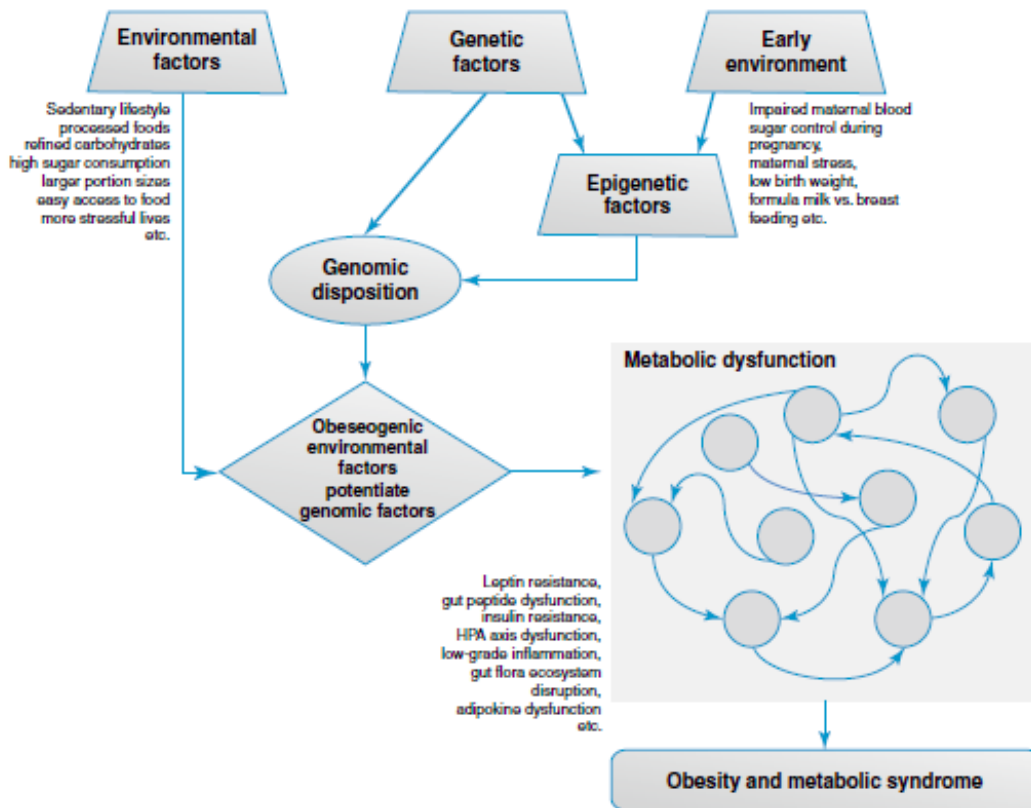 Environmental
factors
Genetic
factors
Early
environment
Sedentary lifestyle
processed foods
refined carbohydrates
high sugar consumption
larger portion sizes
easy access to food
more stressful lives
etc.
Impaired maternal blood
sugar control during
pregnancy,
maternal stress,
low birth weight,
formula milk vs. breast
feeding etc.
Epigenetic
factors
Genomic
disposition
Obeseogenic
environmental
factors
potentiate
genomic factors
Metabolic dysfunction
Leptin resistance,
gut peptide dysfunction,
insulin resistance,
HPA axis dysfunction,
low-grade inflammation,
gut flora ecosystem
disruption,
adipokine dysfunction
etc.
Obesity and metabolic syndrome